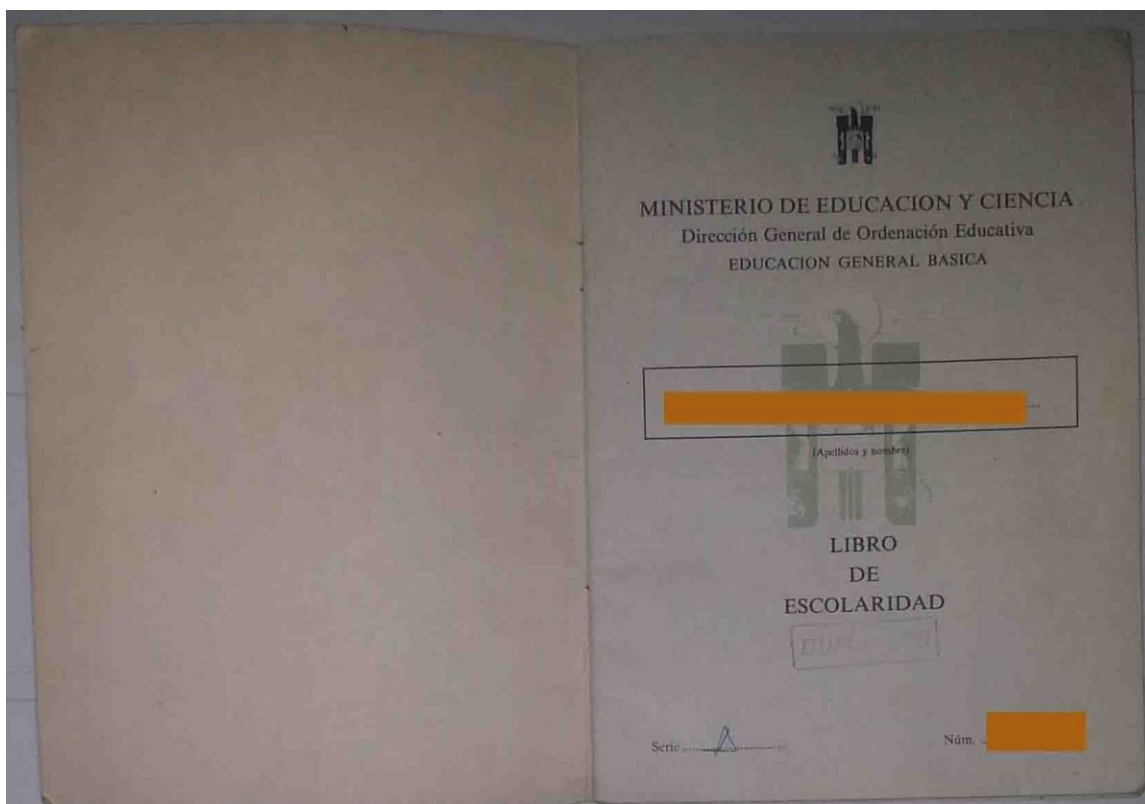 MINISTERIO DE EDUCACION Y CIENCIA
Dirección General de Ordenación Educativa
EDUCACION GENERAL BASICA
(Apellidos y nombre)
LIBRO
DE
ESCOLARIDAD
Serie A Núm.